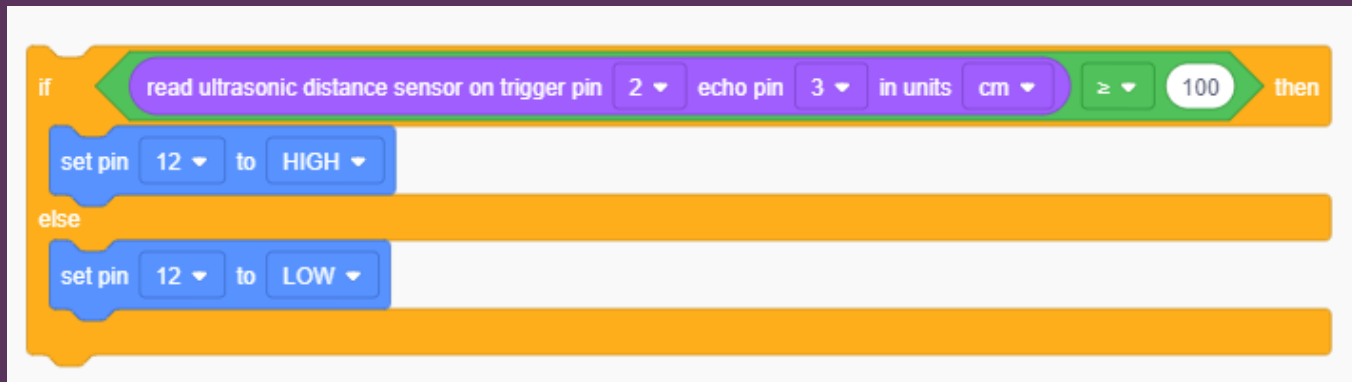 if read ultrasonic distance sensor on trigger pin 2 echo pin 3 in units cm ≥ 100 then
set pin 12 to HIGH
else
set pin 12 to LOW